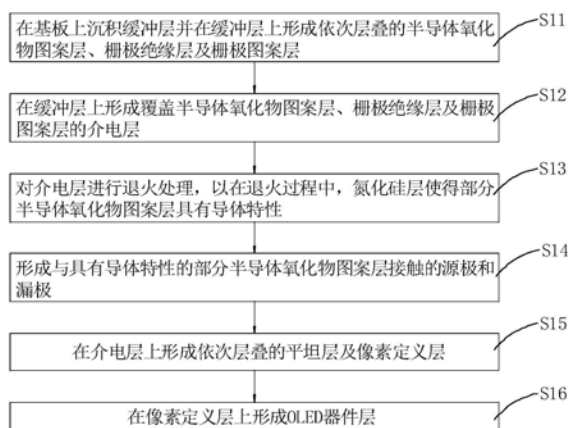 在基板上沉积缓冲层并在缓冲层上形成依次层叠的半导体氧化
物图案层、栅极绝缘层及栅极图案层
S11
在缓冲层上形成覆盖半导体氧化物图案层、栅极绝缘层及栅极
图案层的介电层
S12
对介电层进行退火处理，以在退火过程中，氮化硅层使得部分
半导体氧化物图案层具有导体特性
S13
形成与具有导体特性的部分半导体氧化物图案层接触的源极和
漏极
S14
在介电层上形成依次层叠的平坦层及像素定义层
S15
在像素定义层上形成OLED器件层
S16